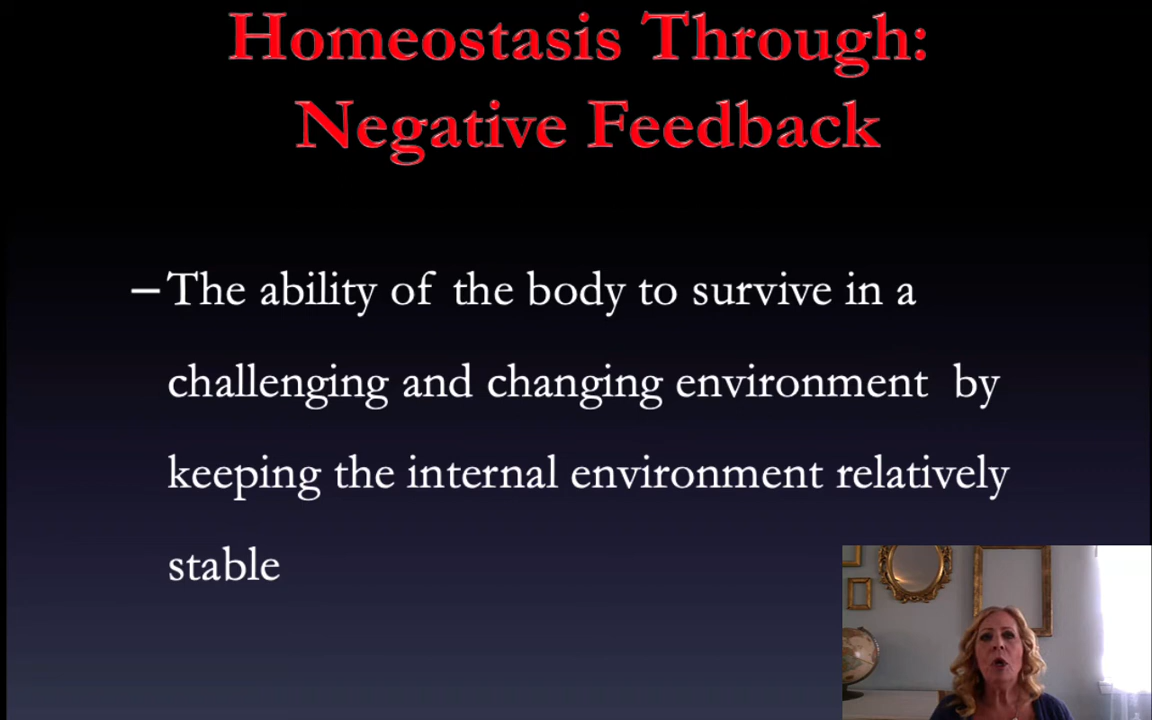 Homeostasis Through:
Negative Feedback
–The ability of the body to survive in a
challenging and changing environment by
keeping the internal environment relatively
stable